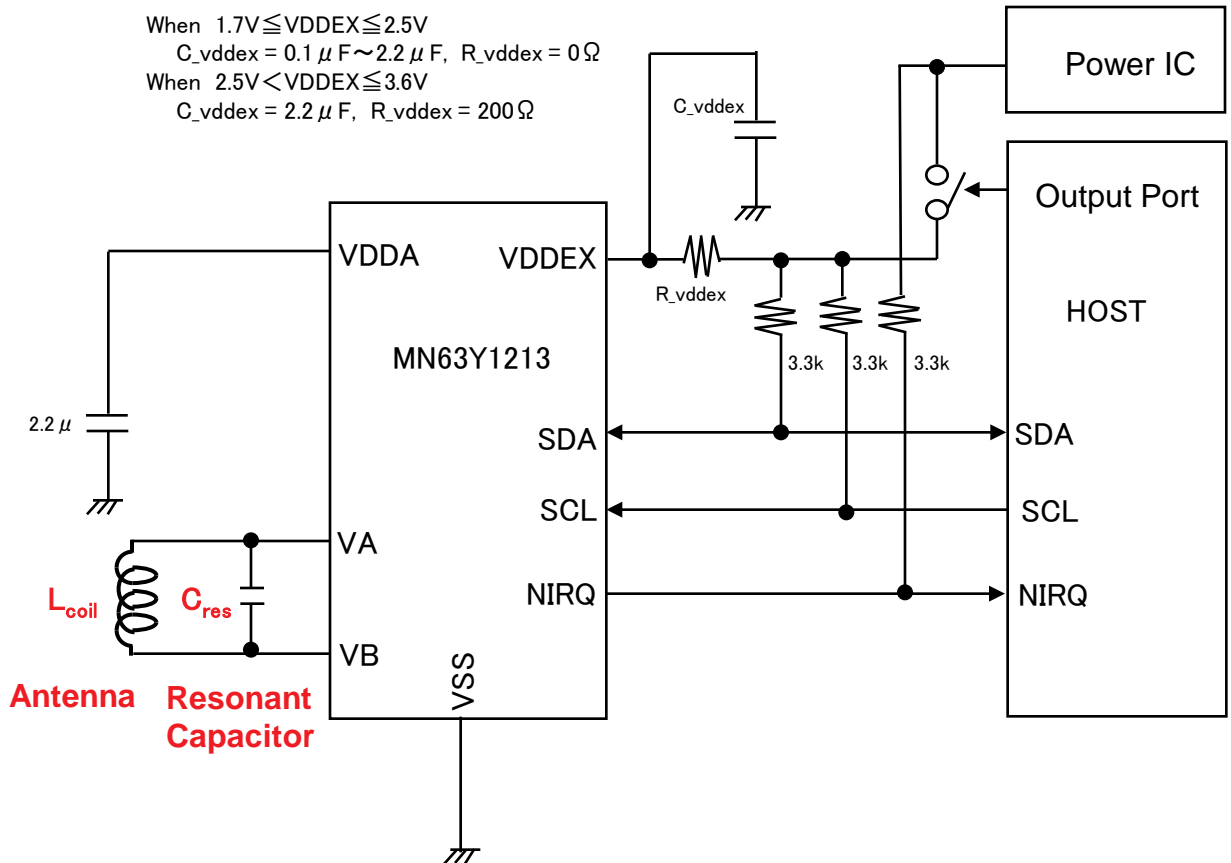 When 1.7V≦VDDEX≦2.5V
C_vddex = 0.1μF~2.2μF, R_vddex = 0Ω
When 2.5V<VDDEX≦3.6V
C_vddex = 2.2μF, R_vddex = 200Ω
Power IC
C_vddex
Output Port
VDDA
VDDEX
R_vddex
HOST
MN63Y1213
3.3k
3.3k
3.3k
2.2μ
SDA
SDA
SCL
SCL
VA
NIRQ
NIRQ
Lcoil
Cres
VB
VSS
Antenna
Resonant
Capacitor